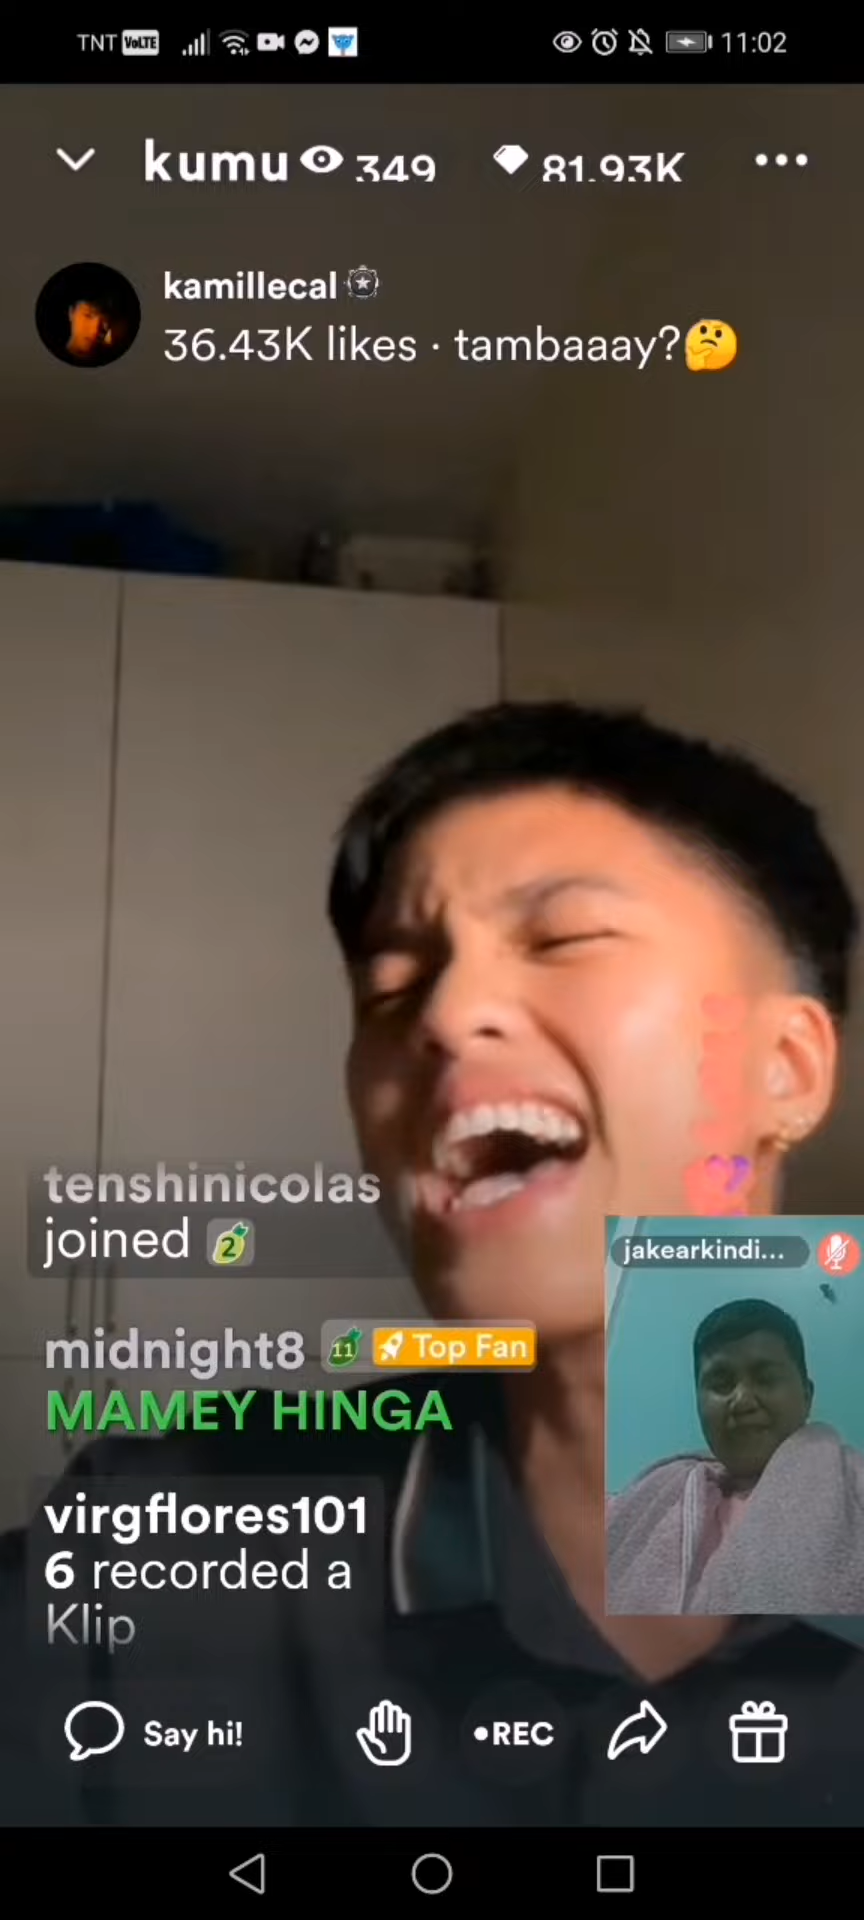 TNT VoLTE 11:02
kumu 349 81.93K
kamillecal
36.43K likes · tambaaay?🤔
tenshinicolas
joined 2
jakearkindi...
midnight8 11 Top Fan
MAMEY HINGA
virgflores101
6 recorded a
Klip
Say hi! •REC